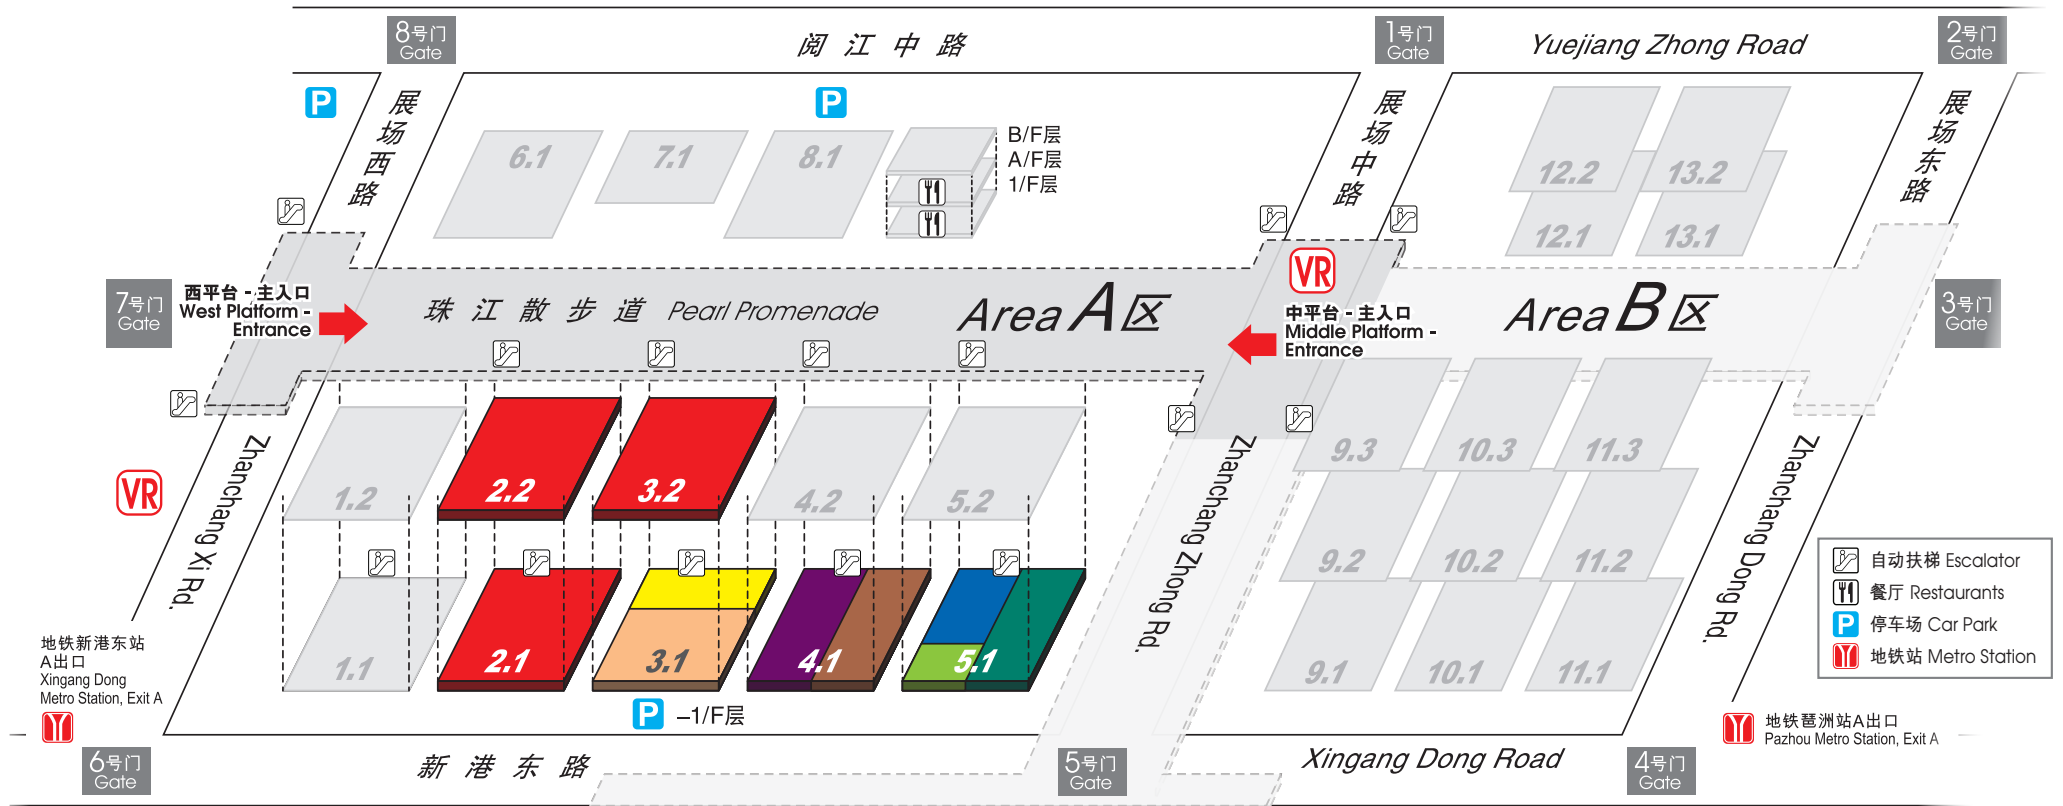 8号门
Gate
阅江中路
1号门
Gate
Yuejiang Zhong Road
2号门
Gate
P
P
展场西路
展场中路
展场东路
6.1
7.1
8.1
B/F层
A/F层
1/F层
12.2
13.2
12.1
13.1
7号门
Gate
西平台 - 主入口
West Platform -
Entrance
珠江散步道 Pearl Promenade
Area A区
VR
中平台 - 主入口
Middle Platform -
Entrance
Area B区
3号门
Gate
1.2
2.2
3.2
4.2
5.2
9.3
10.3
11.3
VR
Zhanchang Xi Rd.
Zhanchang Zhong Rd.
Zhanchang Dong Rd.
9.2
10.2
11.2
1.1
2.1
3.1
4.1
5.1
9.1
10.1
11.1
自动扶梯 Escalator
餐厅 Restaurants
P 停车场 Car Park
地铁站 Metro Station
地铁新港东站
A出口
Xingang Dong
Metro Station, Exit A
P –1/F层
地铁琶洲站A出口
Pazhou Metro Station, Exit A
6号门
Gate
新港东路
5号门
Gate
Xingang Dong Road
4号门
Gate